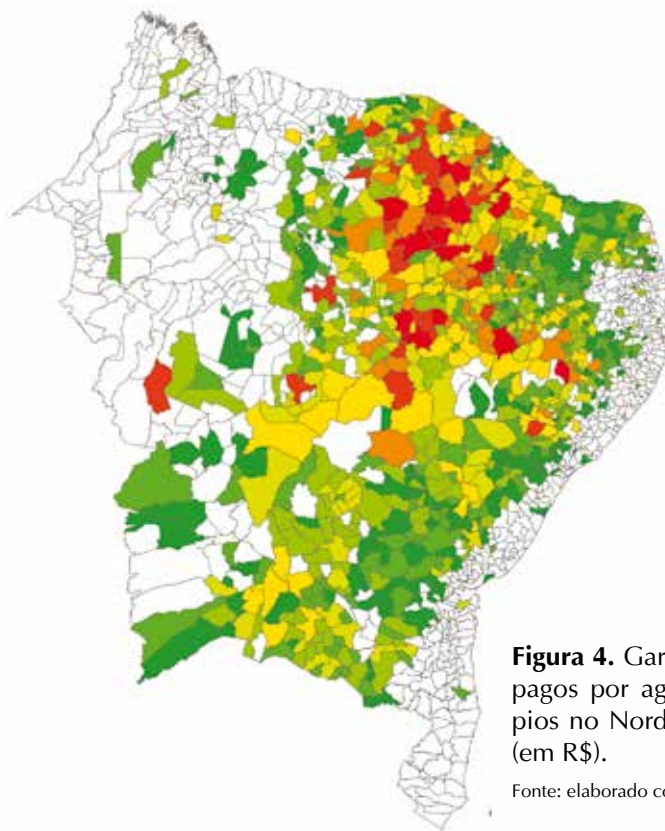 Figura 4. Gar
pagos por ag
pios no Nord
(em R$).
Fonte: elaborado co